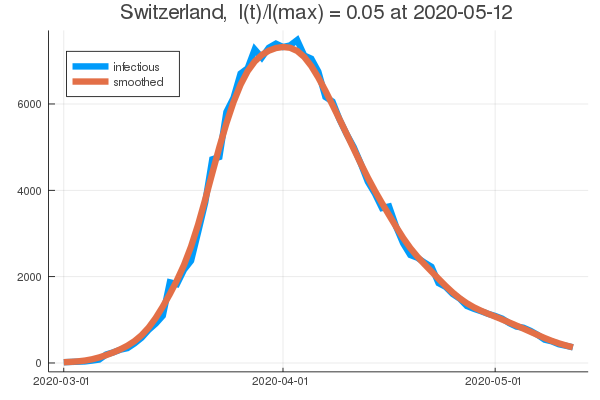 Switzerland,  I(t)/I(max) = 0.05 at 2020-05-12
infectious
smoothed
6000
4000
2000
0
2020-03-01
2020-04-01
2020-05-01